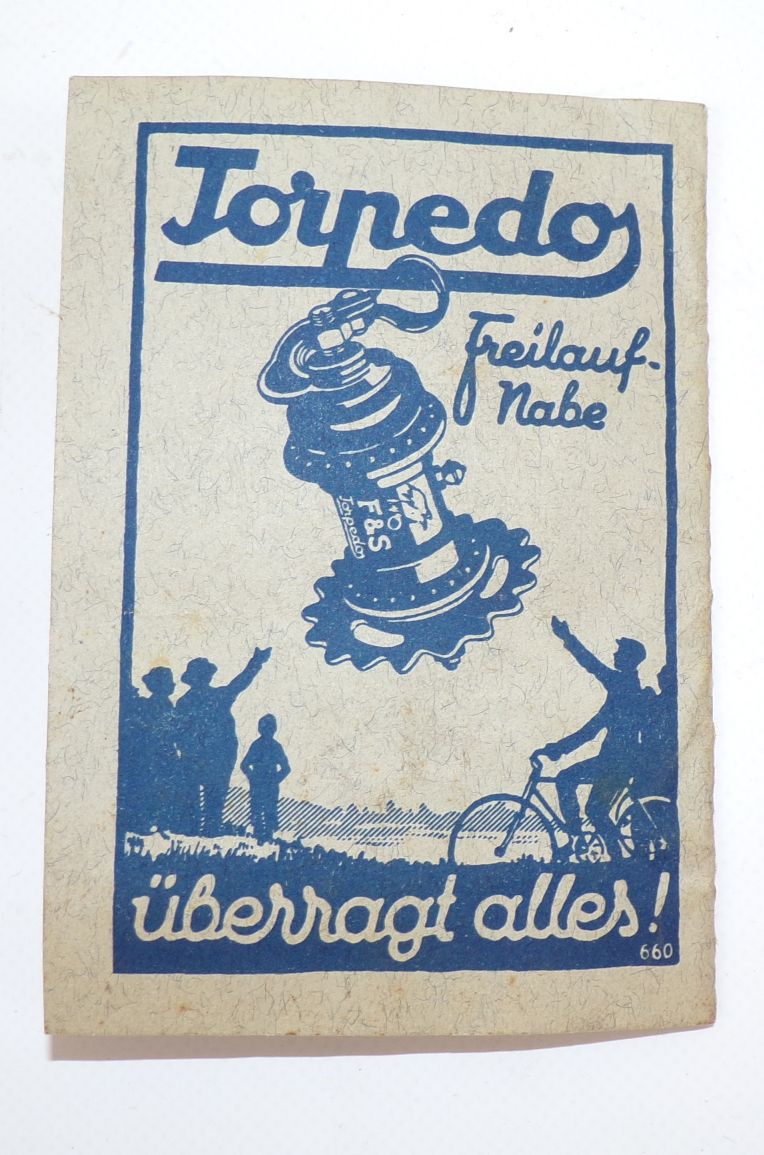 Torpedo
Freilauf-
Nabe
F&S
Torpedo
überragt alles!
660